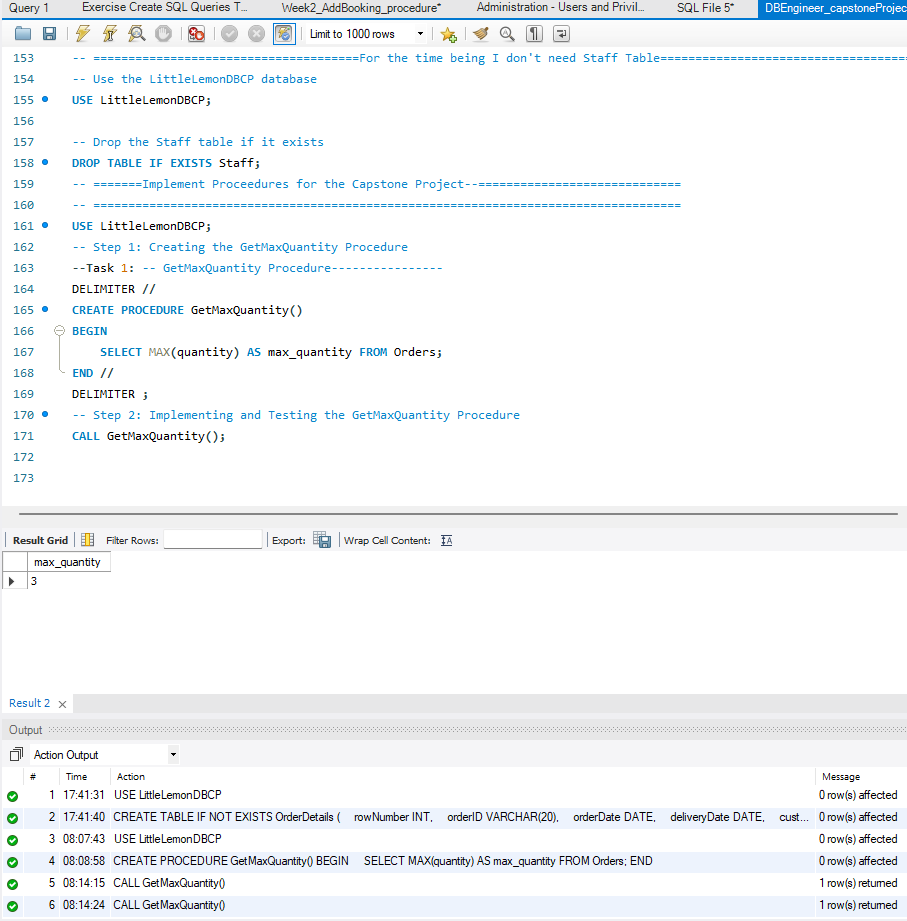 Query 1 Exercise Create SQL Queries T... Week2_AddBooking_procedure* Administration - Users and Privil... SQL File 5* DBEngineer_capstoneProjec
Limit to 1000 rows
153 -- ======================================For the time being I don't need Staff Table===================================
154 -- Use the LittleLemonDBCP database
155 USE LittleLemonDBCP;
156
157 -- Drop the Staff table if it exists
158 DROP TABLE IF EXISTS Staff;
159 -- =======Implement Proceedures for the Capstone Project--=============================
160 -- ====================================================================================
161 USE LittleLemonDBCP;
162 -- Step 1: Creating the GetMaxQuantity Procedure
163 --Task 1: -- GetMaxQuantity Procedure----------------
164 DELIMITER //
165 CREATE PROCEDURE GetMaxQuantity()
166 BEGIN
167 SELECT MAX(quantity) AS max_quantity FROM Orders;
168 END //
169 DELIMITER ;
170 -- Step 2: Implementing and Testing the GetMaxQuantity Procedure
171 CALL GetMaxQuantity();
172
173
Result Grid Filter Rows: Export: Wrap Cell Content:
max_quantity
3
Result 2
Output
Action Output
# Time Action Message
1 17:41:31 USE LittleLemonDBCP 0 row(s) affected
2 17:41:40 CREATE TABLE IF NOT EXISTS OrderDetails ( rowNumber INT, orderID VARCHAR(20), orderDate DATE, deliveryDate DATE, cust... 0 row(s) affected
3 08:07:43 USE LittleLemonDBCP 0 row(s) affected
4 08:08:58 CREATE PROCEDURE GetMaxQuantity() BEGIN SELECT MAX(quantity) AS max_quantity FROM Orders; END 0 row(s) affected
5 08:14:15 CALL GetMaxQuantity() 1 row(s) returned
6 08:14:24 CALL GetMaxQuantity() 1 row(s) returned